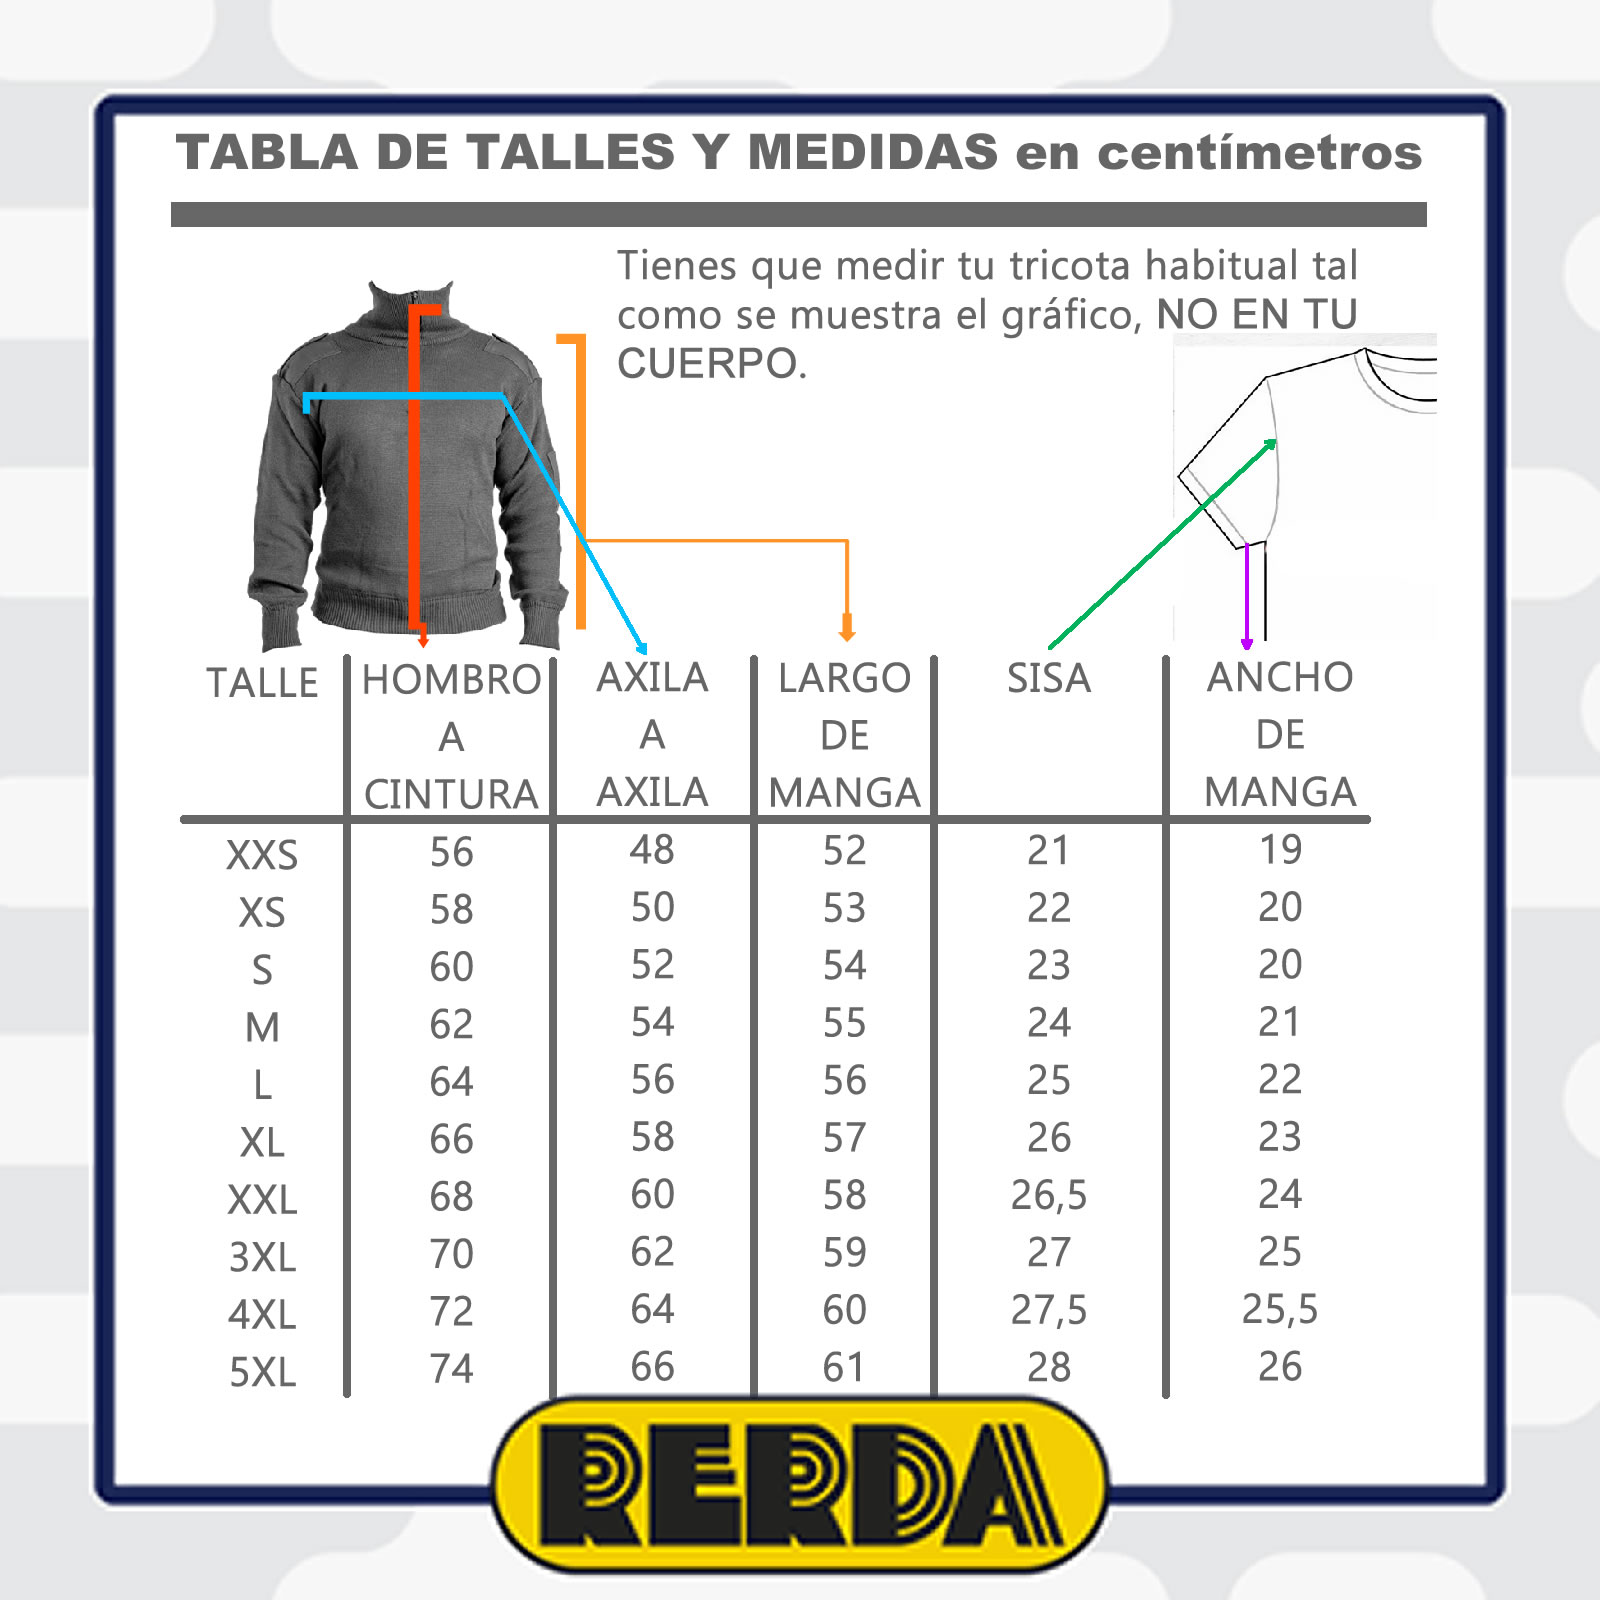 TABLA DE TALLES Y MEDIDAS en centímetros
Tienes que medir tu tricota habitual tal
como se muestra el gráfico, NO EN TU
CUERPO.
TALLE HOMBRO AXILA LARGO SISA ANCHO
A A DE DE
CINTURA AXILA MANGA MANGA
XXS 56 48 52 21 19
XS 58 50 53 22 20
S 60 52 54 23 20
M 62 54 55 24 21
L 64 56 56 25 22
XL 66 58 57 26 23
XXL 68 60 58 26,5 24
3XL 70 62 59 27 25
4XL 72 64 60 27,5 25,5
5XL 74 66 61 28 26
RERDA